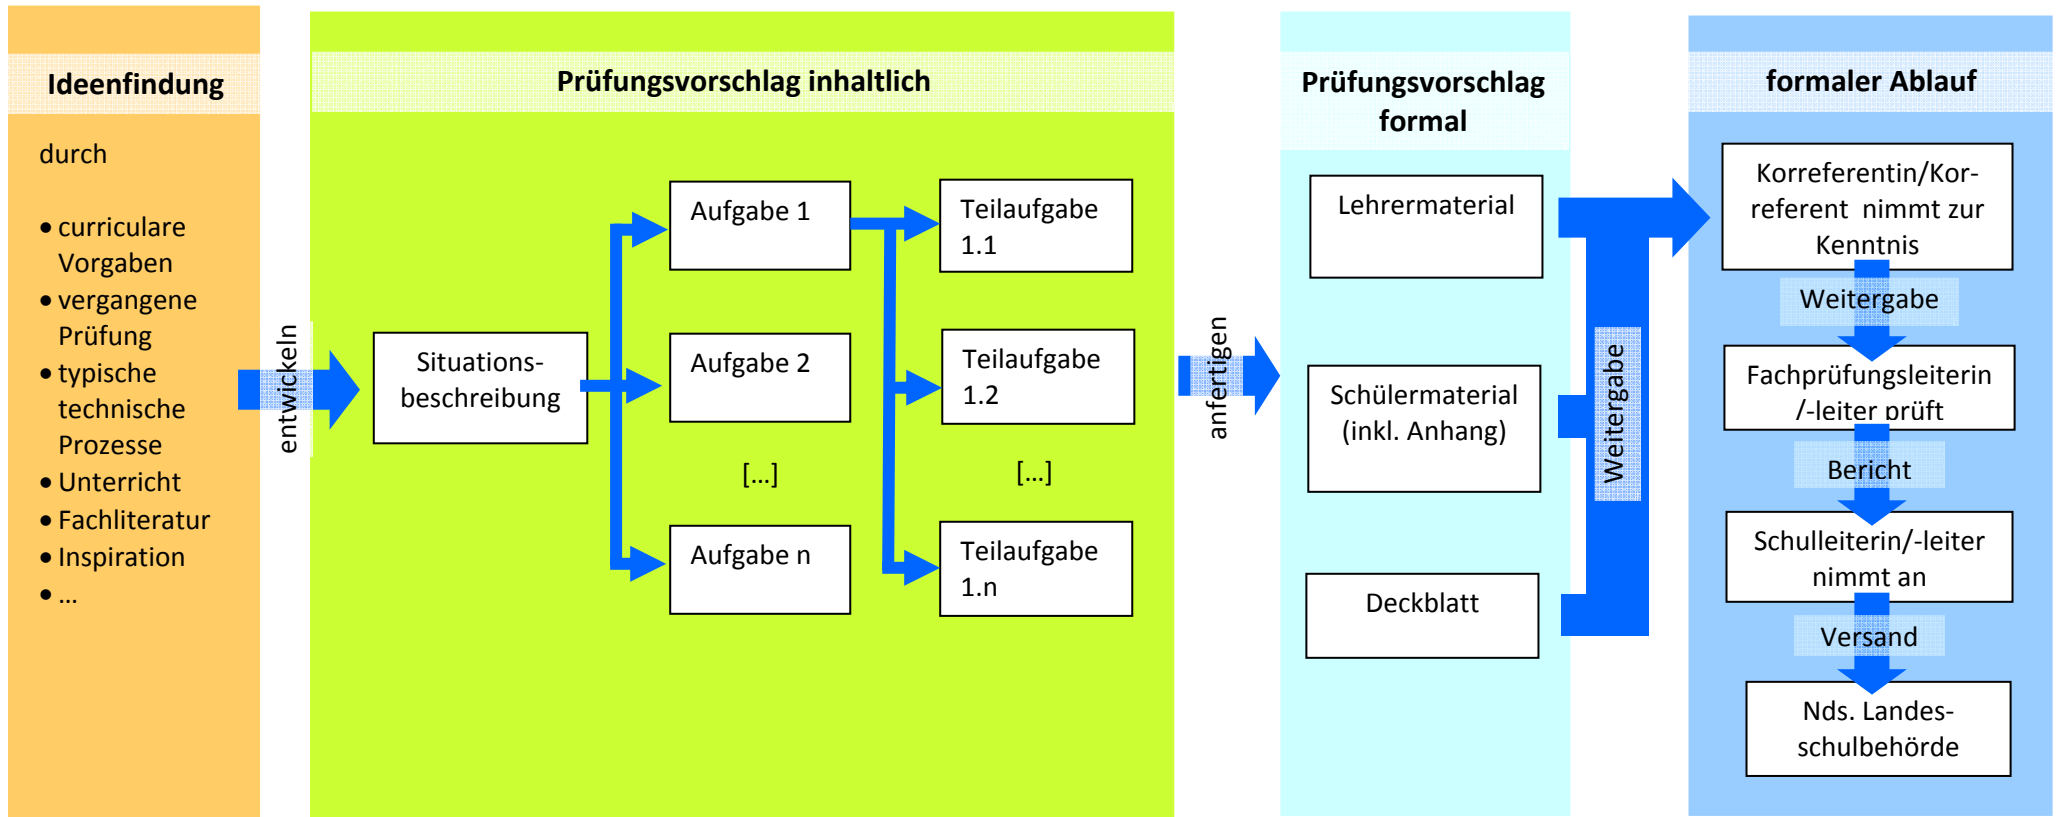 Ideenfindung
durch
• curriculare
Vorgaben
• vergangene
Prüfung
• typische
technische
Prozesse
• Unterricht
• Fachliteratur
• Inspiration
• ...
entwickeln
Prüfungsvorschlag inhaltlich
Situations-
beschreibung
Aufgabe 1
Aufgabe 2
[...]
Aufgabe n
Teilaufgabe
1.1
Teilaufgabe
1.2
[...]
Teilaufgabe
1.n
anfertigen
Prüfungsvorschlag
formal
Lehrermaterial
Schülermaterial
(inkl. Anhang)
Deckblatt
Weitergabe
formaler Ablauf
Korreferentin/Kor-
referent nimmt zur
Kenntnis
Weitergabe
Fachprüfungsleiterin
/-leiter prüft
Bericht
Schulleiterin/-leiter
nimmt an
Versand
Nds. Landes-
schulbehörde